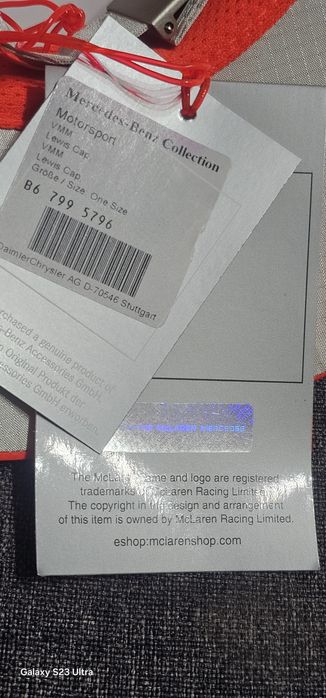 Mercedes-Benz Collection
Motorsport
VMM
Lewis Cap
VMM
Lewis Cap
Größe / Size One Size
B6 799 5796
DaimlerChrysler AG D-70546 Stuttgart
purchased a genuine product of
-Benz Accessories GmbH.
Original Produkt der
GmbH erworben.
McLAREN MERCEDES
The McLaren name and logo are registered
trademarks of McLaren Racing Limited.
The copyright in the design and arrangement
of this item is owned by McLaren Racing Limited.
eshop:mclarenshop.com
Galaxy S23 Ultra